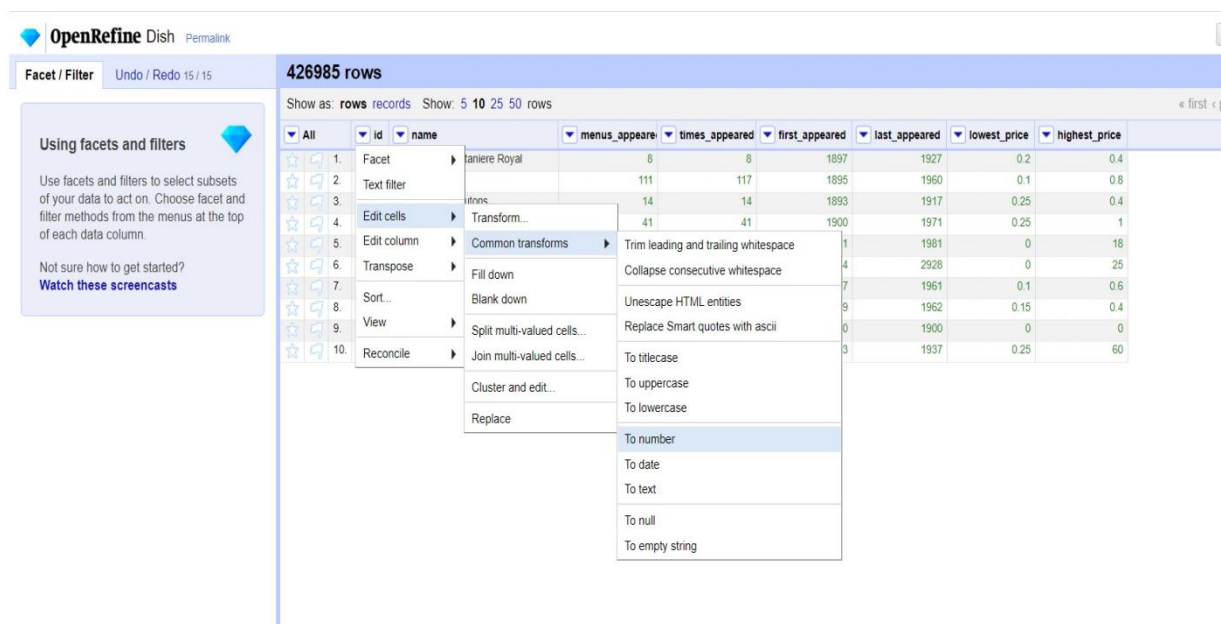 OpenRefine Dish Permalink
Facet / Filter Undo / Redo 15 / 15
426985 rows
Show as: rows records Show: 5 10 25 50 rows
« first ‹
Using facets and filters
Use facets and filters to select subsets
of your data to act on. Choose facet and
filter methods from the menus at the top
of each data column.
Not sure how to get started?
Watch these screencasts
All id name menus_appeare times_appeared first_appeared last_appeared lowest_price highest_price
1. taniere Royal 8 8 1897 1927 0.2 0.4
2. 111 117 1895 1960 0.1 0.8
3. utons 14 14 1893 1917 0.25 0.4
4. 41 41 1900 1971 0.25 1
5. 1 1981 0 18
6. 4 2928 0 25
7. 7 1961 0.1 0.6
8. 9 1962 0.15 0.4
9. 0 1900 0 0
10. 3 1937 0.25 60
Facet
Text filter
Edit cells
Edit column
Transpose
Sort...
View
Reconcile
Transform...
Common transforms
Fill down
Blank down
Split multi-valued cells...
Join multi-valued cells...
Cluster and edit...
Replace
Trim leading and trailing whitespace
Collapse consecutive whitespace
Unescape HTML entities
Replace Smart quotes with ascii
To titlecase
To uppercase
To lowercase
To number
To date
To text
To null
To empty string